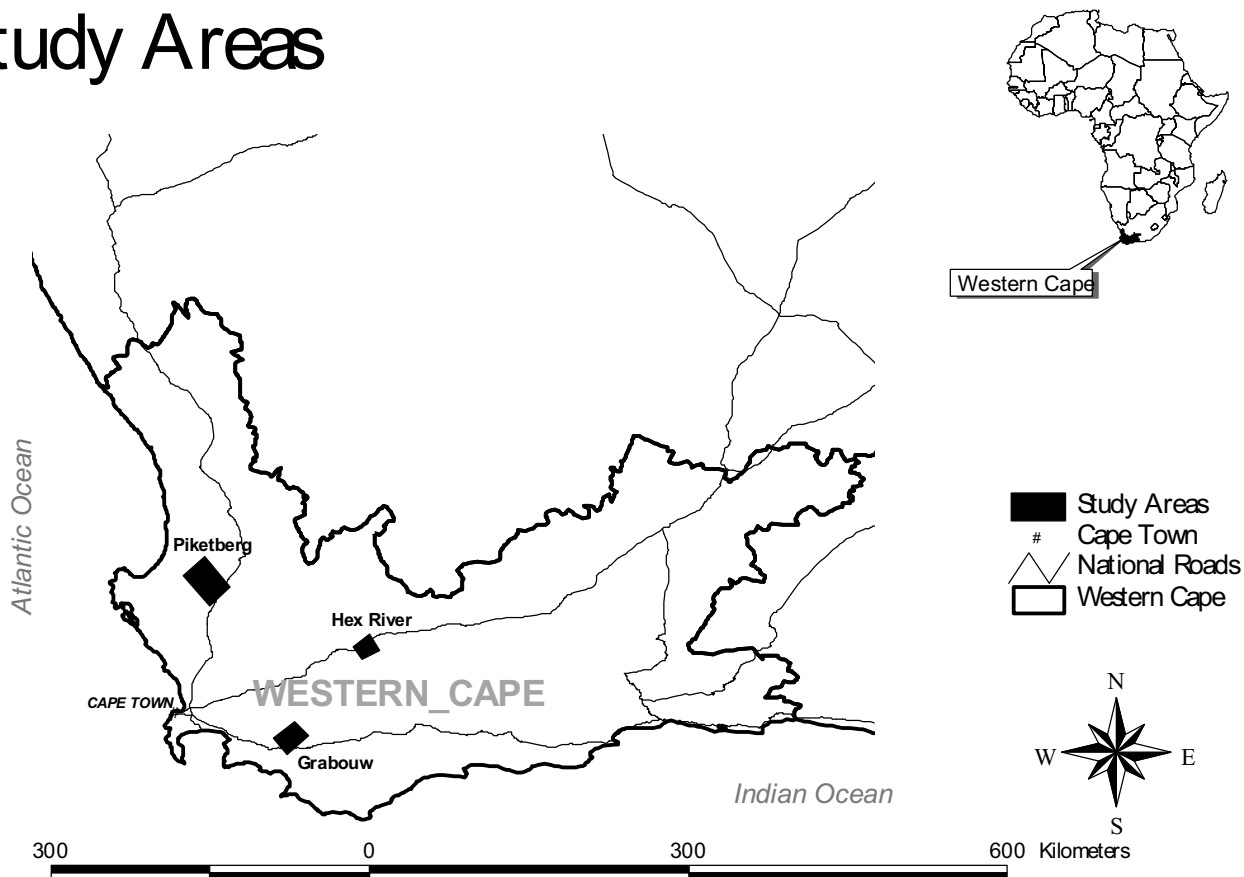 tudy Areas
Western Cape
Atlantic Ocean
Piketberg
Hex River
WESTERN_CAPE
CAPE TOWN
Grabouw
Indian Ocean
Study Areas
# Cape Town
National Roads
Western Cape
N
W E
S
300 0 300 600 Kilometers